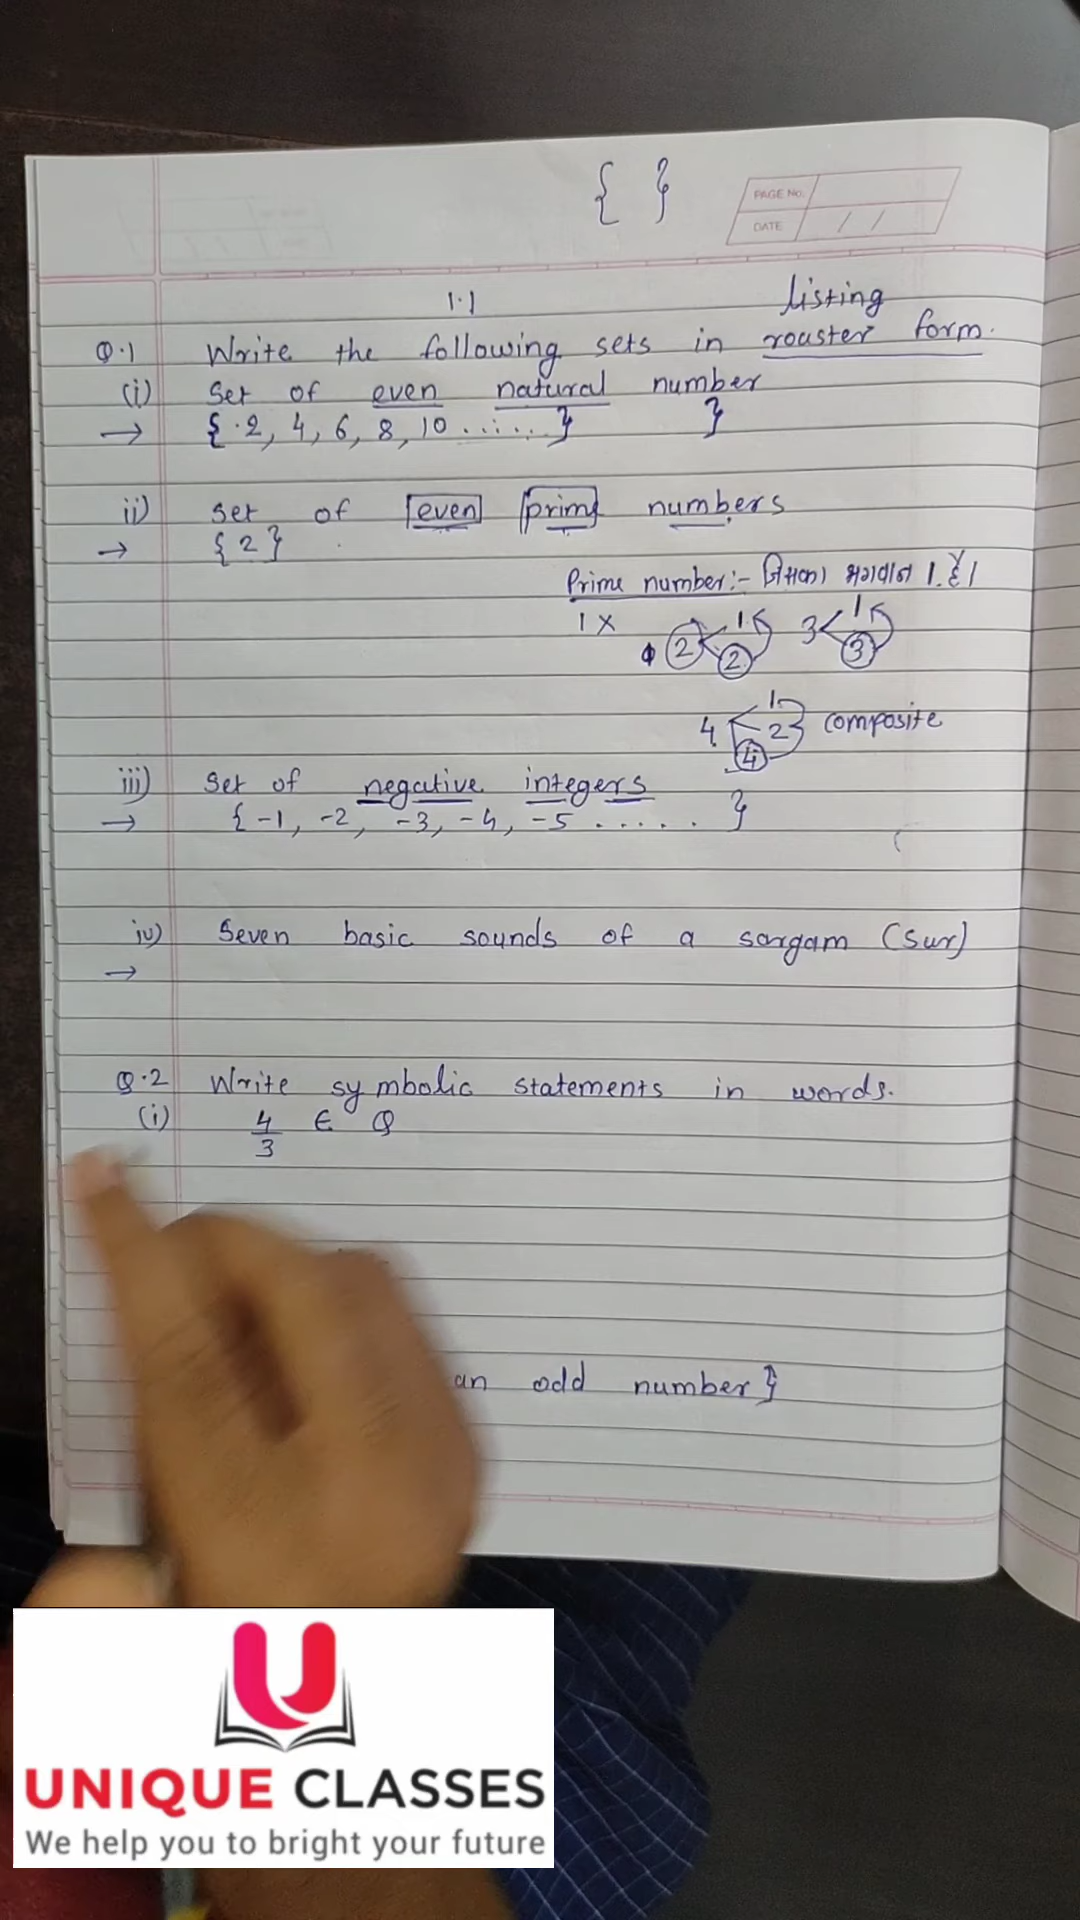 { }
PAGE No.
DATE / /
1.1
listing
Q.1 Write the following sets in rouster form.
(i) Set of even natural number
→ {.2, 4, 6, 8, 10 ...... } }
ii) Set of even prim numbers
→ { 2 } .
Prime number:- जिसका भगवान 1 है।
1 X 2 < 1 2 3 < 1 3
4 < 1 2 4 composite
iii) Set of negative integers
→ { -1, -2, -3, -4, -5 ..... }
iv) Seven basic sounds of a sargam (sur)
→
Q.2 Write symbolic statements in words.
(i) 4/3 ∈ Q
an odd number}
UNIQUE CLASSES
We help you to bright your future